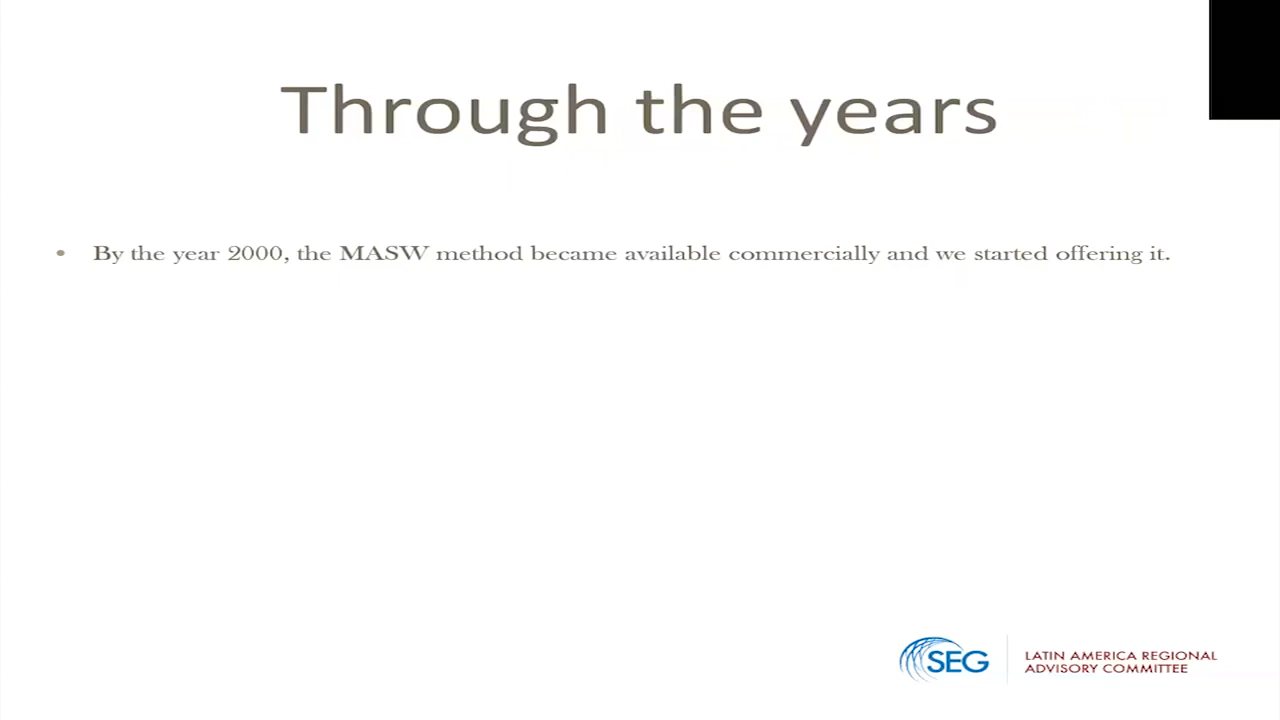 Through the years
• By the year 2000, the MASW method became available commercially and we started offering it.
SEG
LATIN AMERICA REGIONAL
ADVISORY COMMITTEE